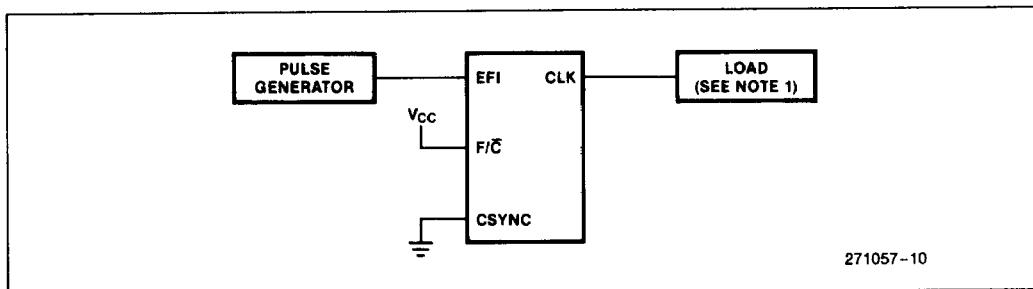 PULSE
GENERATOR
EFI
CLK
LOAD
(SEE NOTE 1)
VCC
F/C̅
CSYNC
271057-10